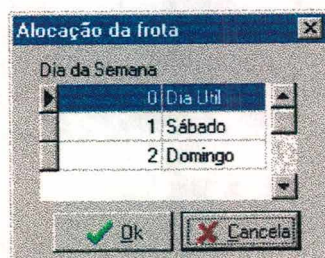 Alocação da frota
Dia da Semana
0 Dia Util
1 Sábado
2 Domingo
Ok
Cancela